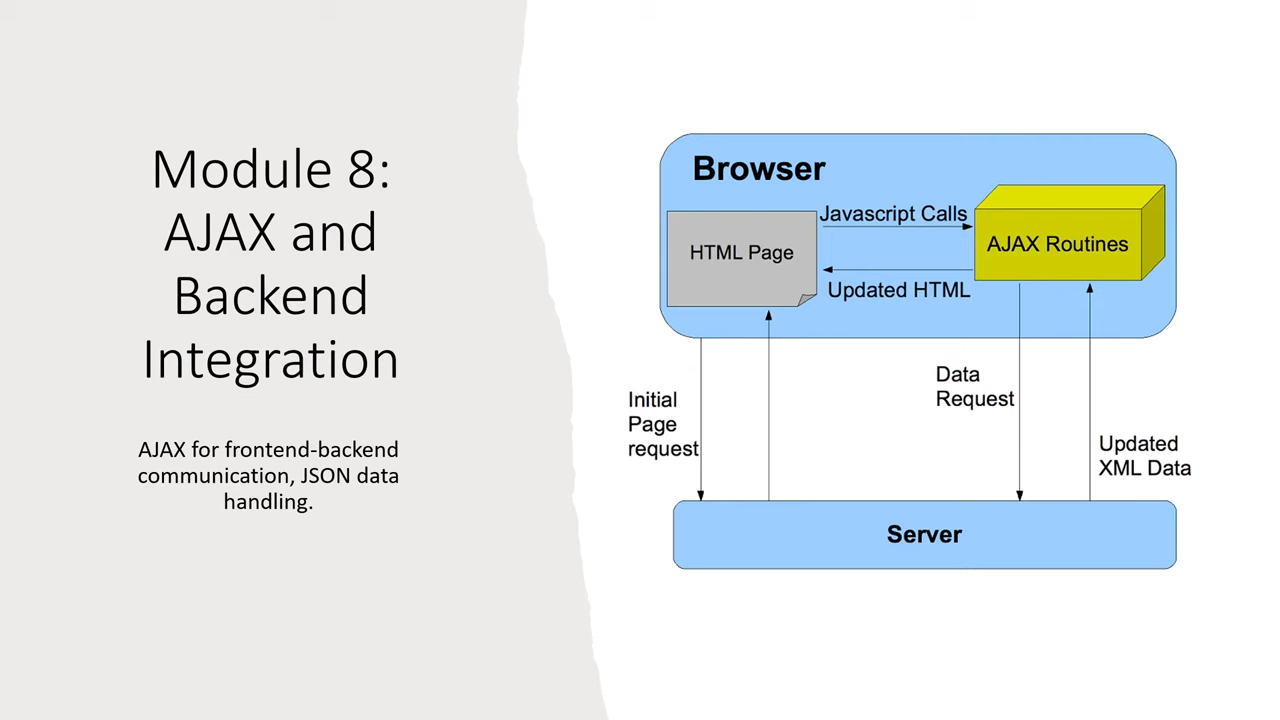 Module 8:
AJAX and
Backend
Integration
AJAX for frontend-backend
communication, JSON data
handling.
Browser
HTML Page
Javascript Calls
AJAX Routines
Updated HTML
Initial
Page
request
Data
Request
Updated
XML Data
Server